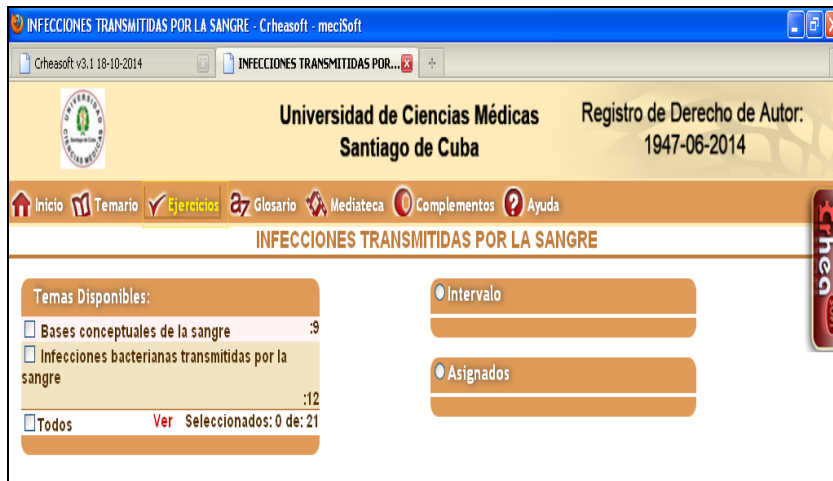 INFECCIONES TRANSMITIDAS POR LA SANGRE - Crheasoft - meciSoft
Crheasoft v3.1 18-10-2014
INFECCIONES TRANSMITIDAS POR...
Universidad de Ciencias Médicas
Santiago de Cuba
Registro de Derecho de Autor:
1947-06-2014
Inicio Temario Ejercicios Glosario Mediateca Complementos Ayuda
INFECCIONES TRANSMITIDAS POR LA SANGRE
Temas Disponibles:
Bases conceptuales de la sangre :9
Infecciones bacterianas transmitidas por la
sangre
:12
Todos Ver Seleccionados: 0 de: 21
Intervalo
Asignados
crhea